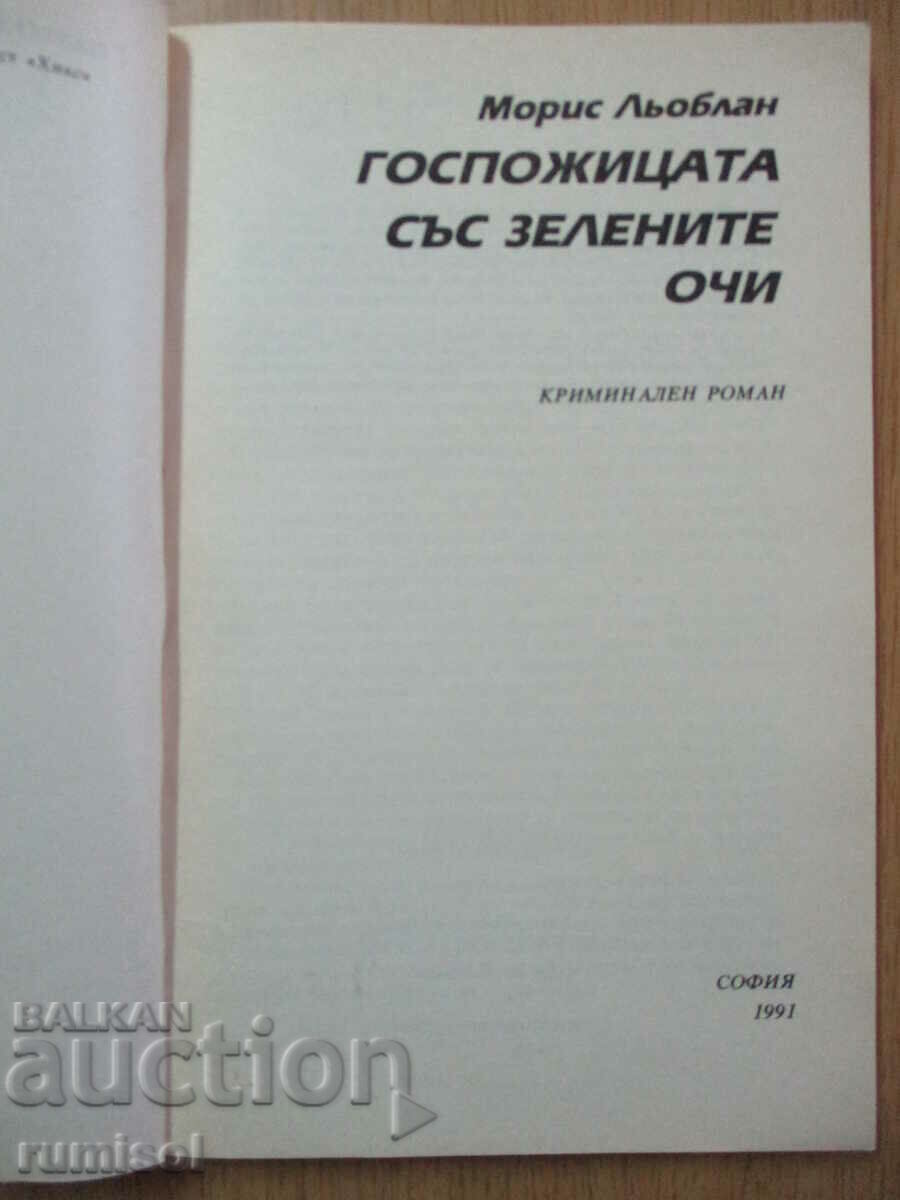 Морис Льоблан
ГОСПОЖИЦАТА
СЪС ЗЕЛЕНИТЕ
ОЧИ
КРИМИНАЛЕН РОМАН
СОФИЯ
1991
BALKAN
auction
rumisol